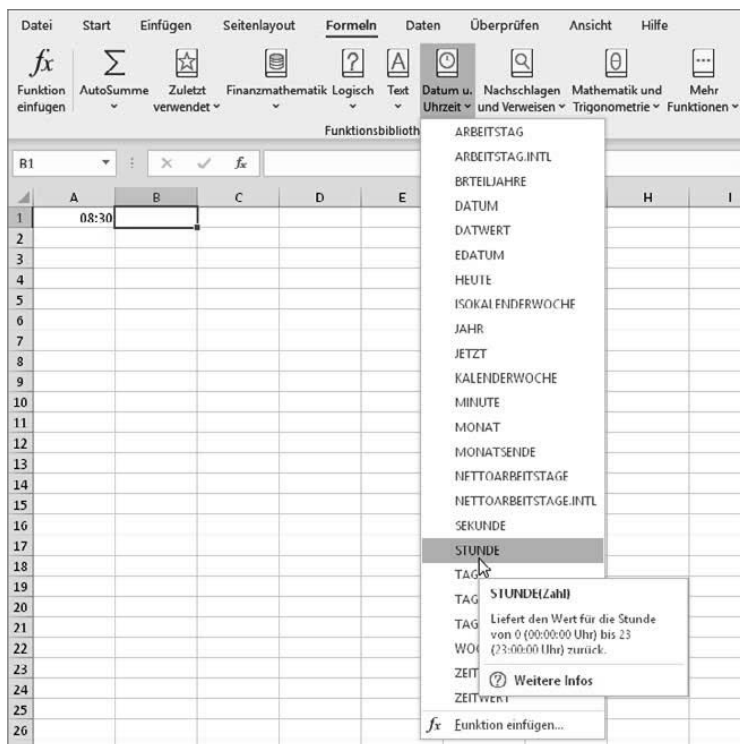 Datei Start Einfügen Seitenlayout Formeln Daten Überprüfen Ansicht Hilfe
Funktion einfugen
AutoSumme
Zuletzt verwendet
Finanzmathematik
Logisch
Text
Datum u. Uhrzeit
Nachschlagen und Verweisen
Mathematik und Trigonometrie
Mehr Funktionen
Funktionsbiblioth
B1
fx
A B C D E H I
1 08:30
2
3
4
5
6
7
8
9
10
11
12
13
14
15
16
17
18
19
20
21
22
23
24
25
26
ARBEITSTAG
ARBEITSTAG.INTL
BRTEILJAHRE
DATUM
DATWERT
EDATUM
HEUTE
ISOKALENDERWOCHE
JAHR
JETZT
KALENDERWOCHE
MINUTE
MONAT
MONATSENDE
NETTOARBEITSTAGE
NETTOARBEITSTAGE.INTL
SEKUNDE
STUNDE
TAG
TAG
TAG
WO
ZEIT
ZEITWERT
fx Funktion einfügen...
STUNDE(Zahl)
Liefert den Wert für die Stunde
von 0 (00:00:00 Uhr) bis 23
(23:00:00 Uhr) zurück.
Weitere Infos